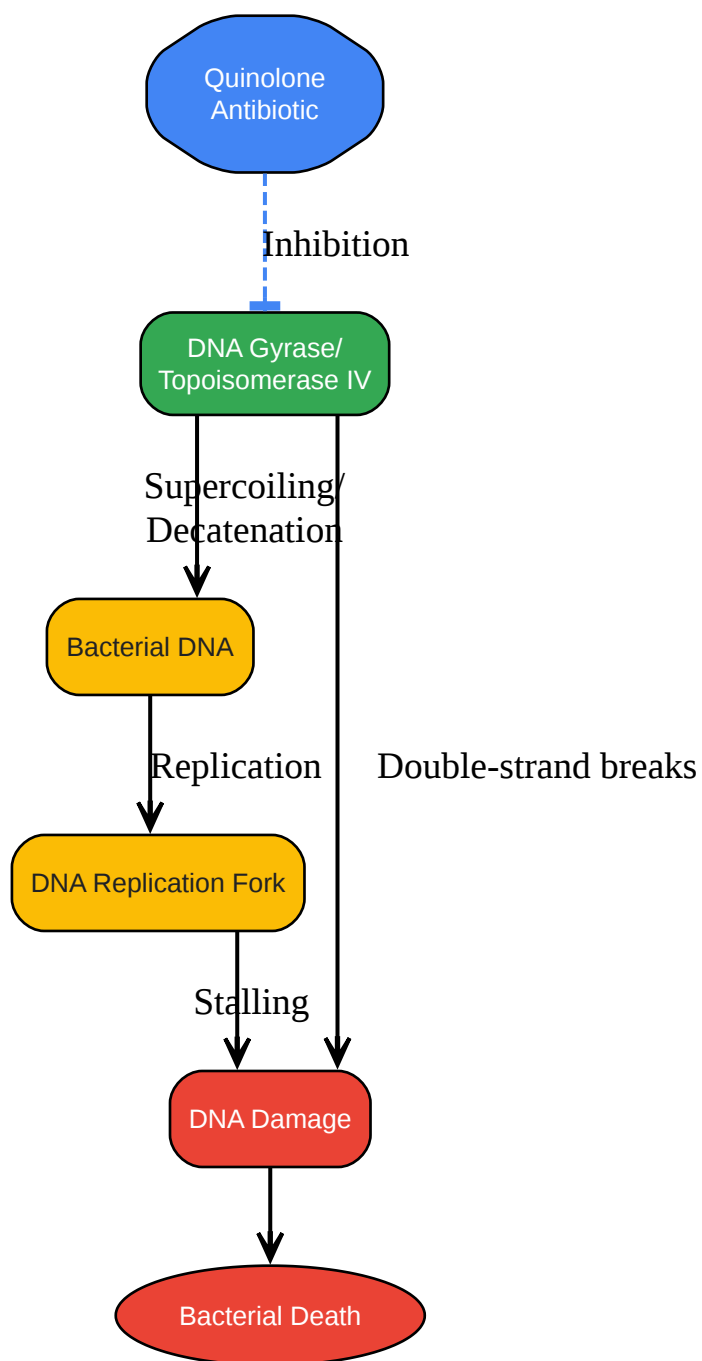 Quinolone
Antibiotic
Inhibition
DNA Gyrase/
Topoisomerase IV
Supercoiling/
Decatenation
Bacterial DNA
Replication
Double-strand breaks
DNA Replication Fork
Stalling
DNA Damage
Bacterial Death